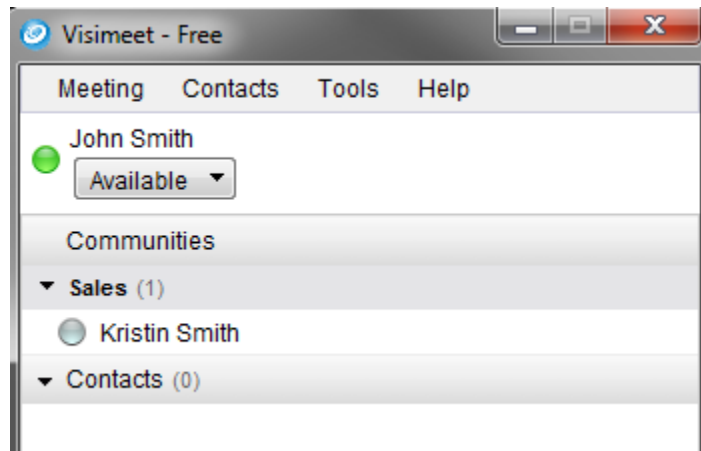 Visimeet - Free
Meeting Contacts Tools Help
John Smith
Available
Communities
Sales (1)
Kristin Smith
Contacts (0)